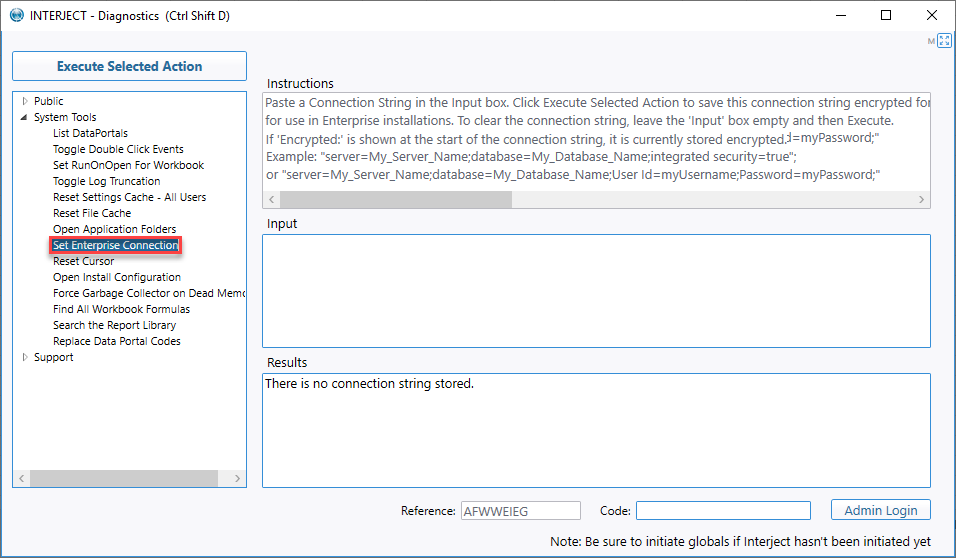 INTERJECT - Diagnostics (Ctrl Shift D)
M
Execute Selected Action
Public
System Tools
List DataPortals
Toggle Double Click Events
Set RunOnOpen For Workbook
Toggle Log Truncation
Reset Settings Cache - All Users
Reset File Cache
Open Application Folders
Set Enterprise Connection
Reset Cursor
Open Install Configuration
Force Garbage Collector on Dead Memo
Find All Workbook Formulas
Search the Report Library
Replace Data Portal Codes
Support
Instructions
Paste a Connection String in the Input box. Click Execute Selected Action to save this connection string encrypted for
for use in Enterprise installations. To clear the connection string, leave the 'Input' box empty and then Execute.
If 'Encrypted:' is shown at the start of the connection string, it is currently stored encrypted.d=myPassword;"
Example: "server=My_Server_Name;database=My_Database_Name;integrated security=true";
or "server=My_Server_Name;database=My_Database_Name;User Id=myUsername;Password=myPassword;"
Input
Results
There is no connection string stored.
Reference: AFWWEIEG Code: Admin Login
Note: Be sure to initiate globals if Interject hasn't been initiated yet